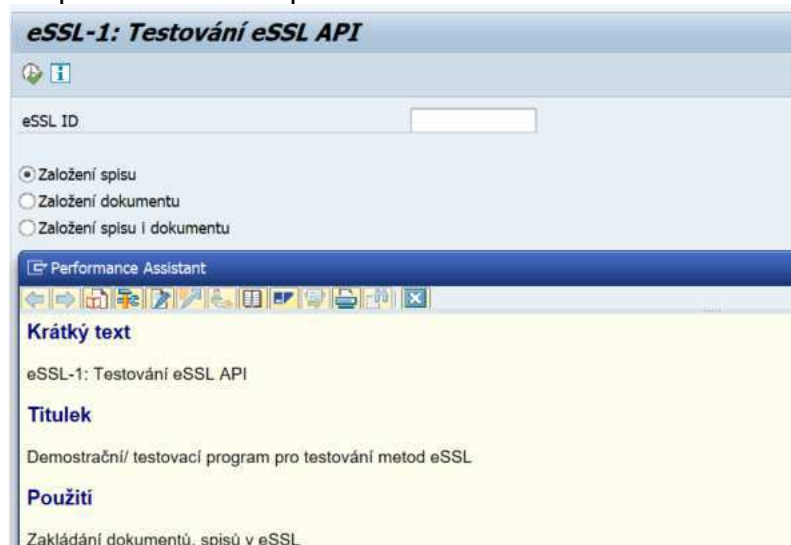 eSSL-1: Testování eSSL API
eSSL ID
Založení spisu
Založení dokumentu
Založení spisu i dokumentu
Performance Assistant
Krátký text
eSSL-1: Testování eSSL API
Titulek
Demostrační/ testovací program pro testování metod eSSL
Použití
Zakládání dokumentů, spisů v eSSL